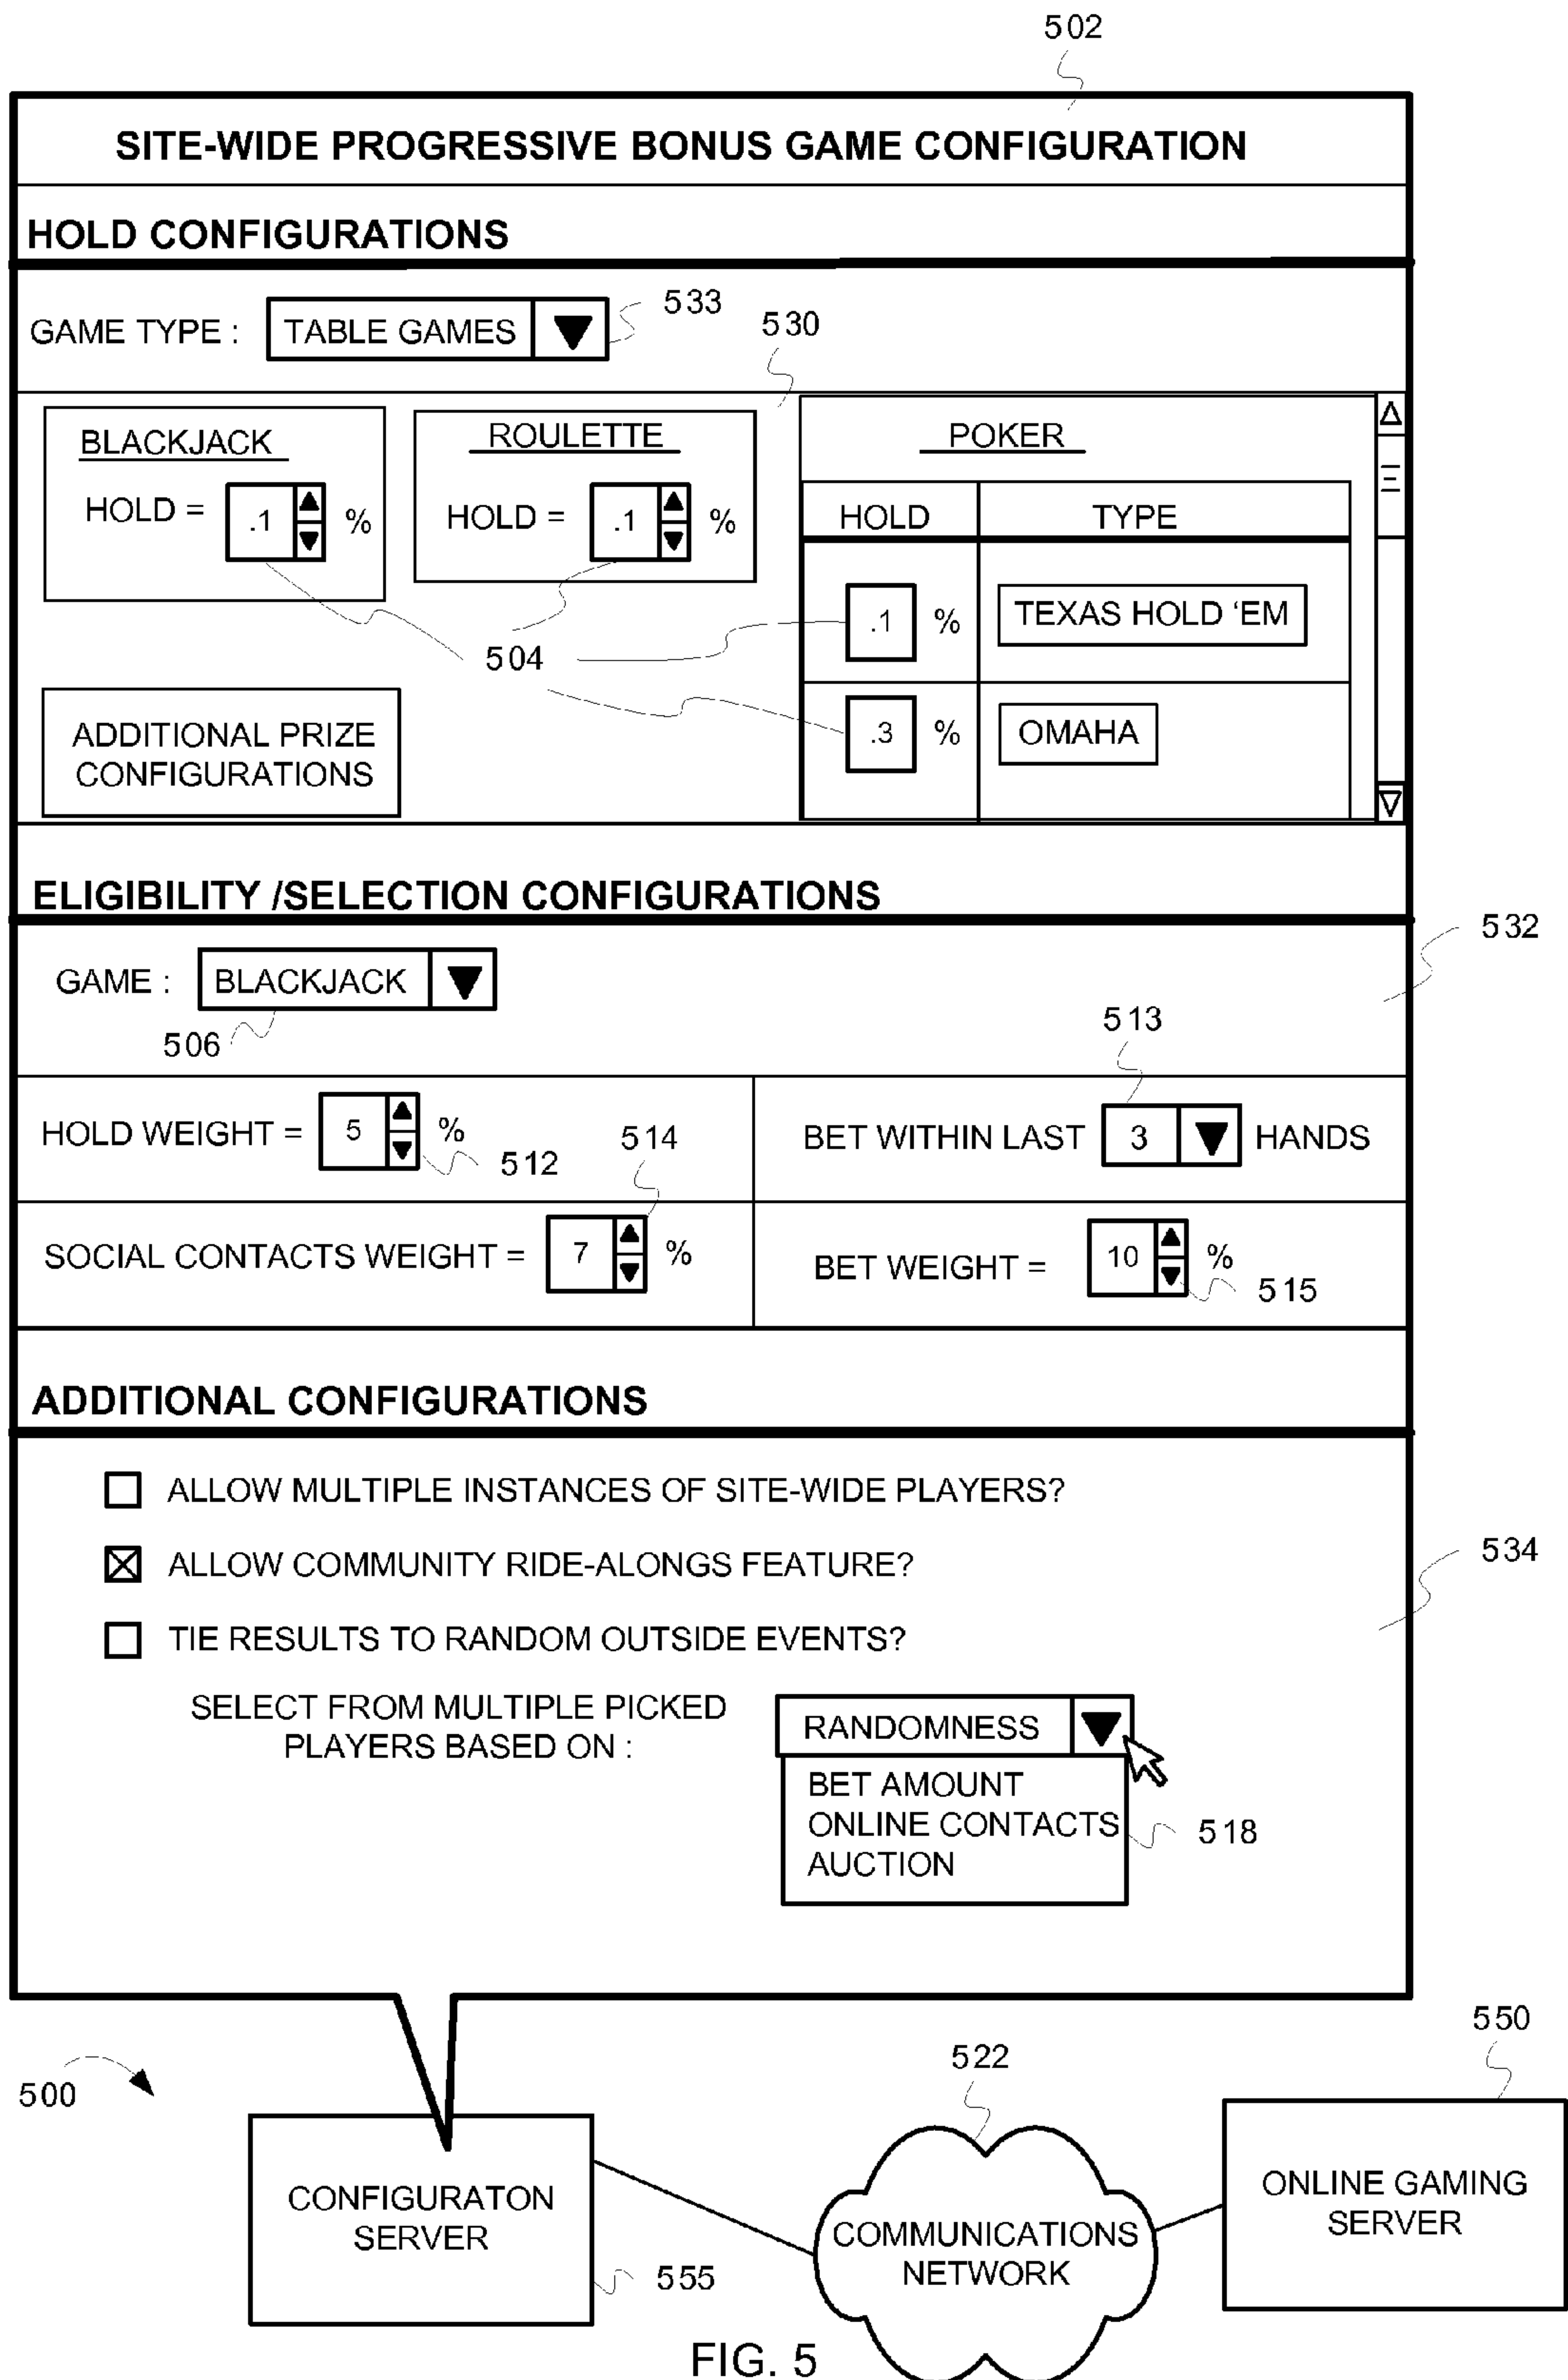 502
SITE-WIDE PROGRESSIVE BONUS GAME CONFIGURATION
HOLD CONFIGURATIONS
GAME TYPE : TABLE GAMES
533
530
BLACKJACK
HOLD = .1 %
ROULETTE
HOLD = .1 %
POKER
HOLD TYPE
.1 % TEXAS HOLD ‘EM
.3 % OMAHA
504
ADDITIONAL PRIZE
CONFIGURATIONS
ELIGIBILITY /SELECTION CONFIGURATIONS
532
GAME : BLACKJACK
506
513
HOLD WEIGHT = 5 %
512
514
BET WITHIN LAST 3 HANDS
SOCIAL CONTACTS WEIGHT = 7 %
BET WEIGHT = 10 %
515
ADDITIONAL CONFIGURATIONS
ALLOW MULTIPLE INSTANCES OF SITE-WIDE PLAYERS?
ALLOW COMMUNITY RIDE-ALONGS FEATURE?
534
TIE RESULTS TO RANDOM OUTSIDE EVENTS?
SELECT FROM MULTIPLE PICKED
PLAYERS BASED ON :
RANDOMNESS
BET AMOUNT
ONLINE CONTACTS
AUCTION
518
500
522
550
CONFIGURATON
SERVER
555
COMMUNICATIONS
NETWORK
ONLINE GAMING
SERVER
FIG. 5